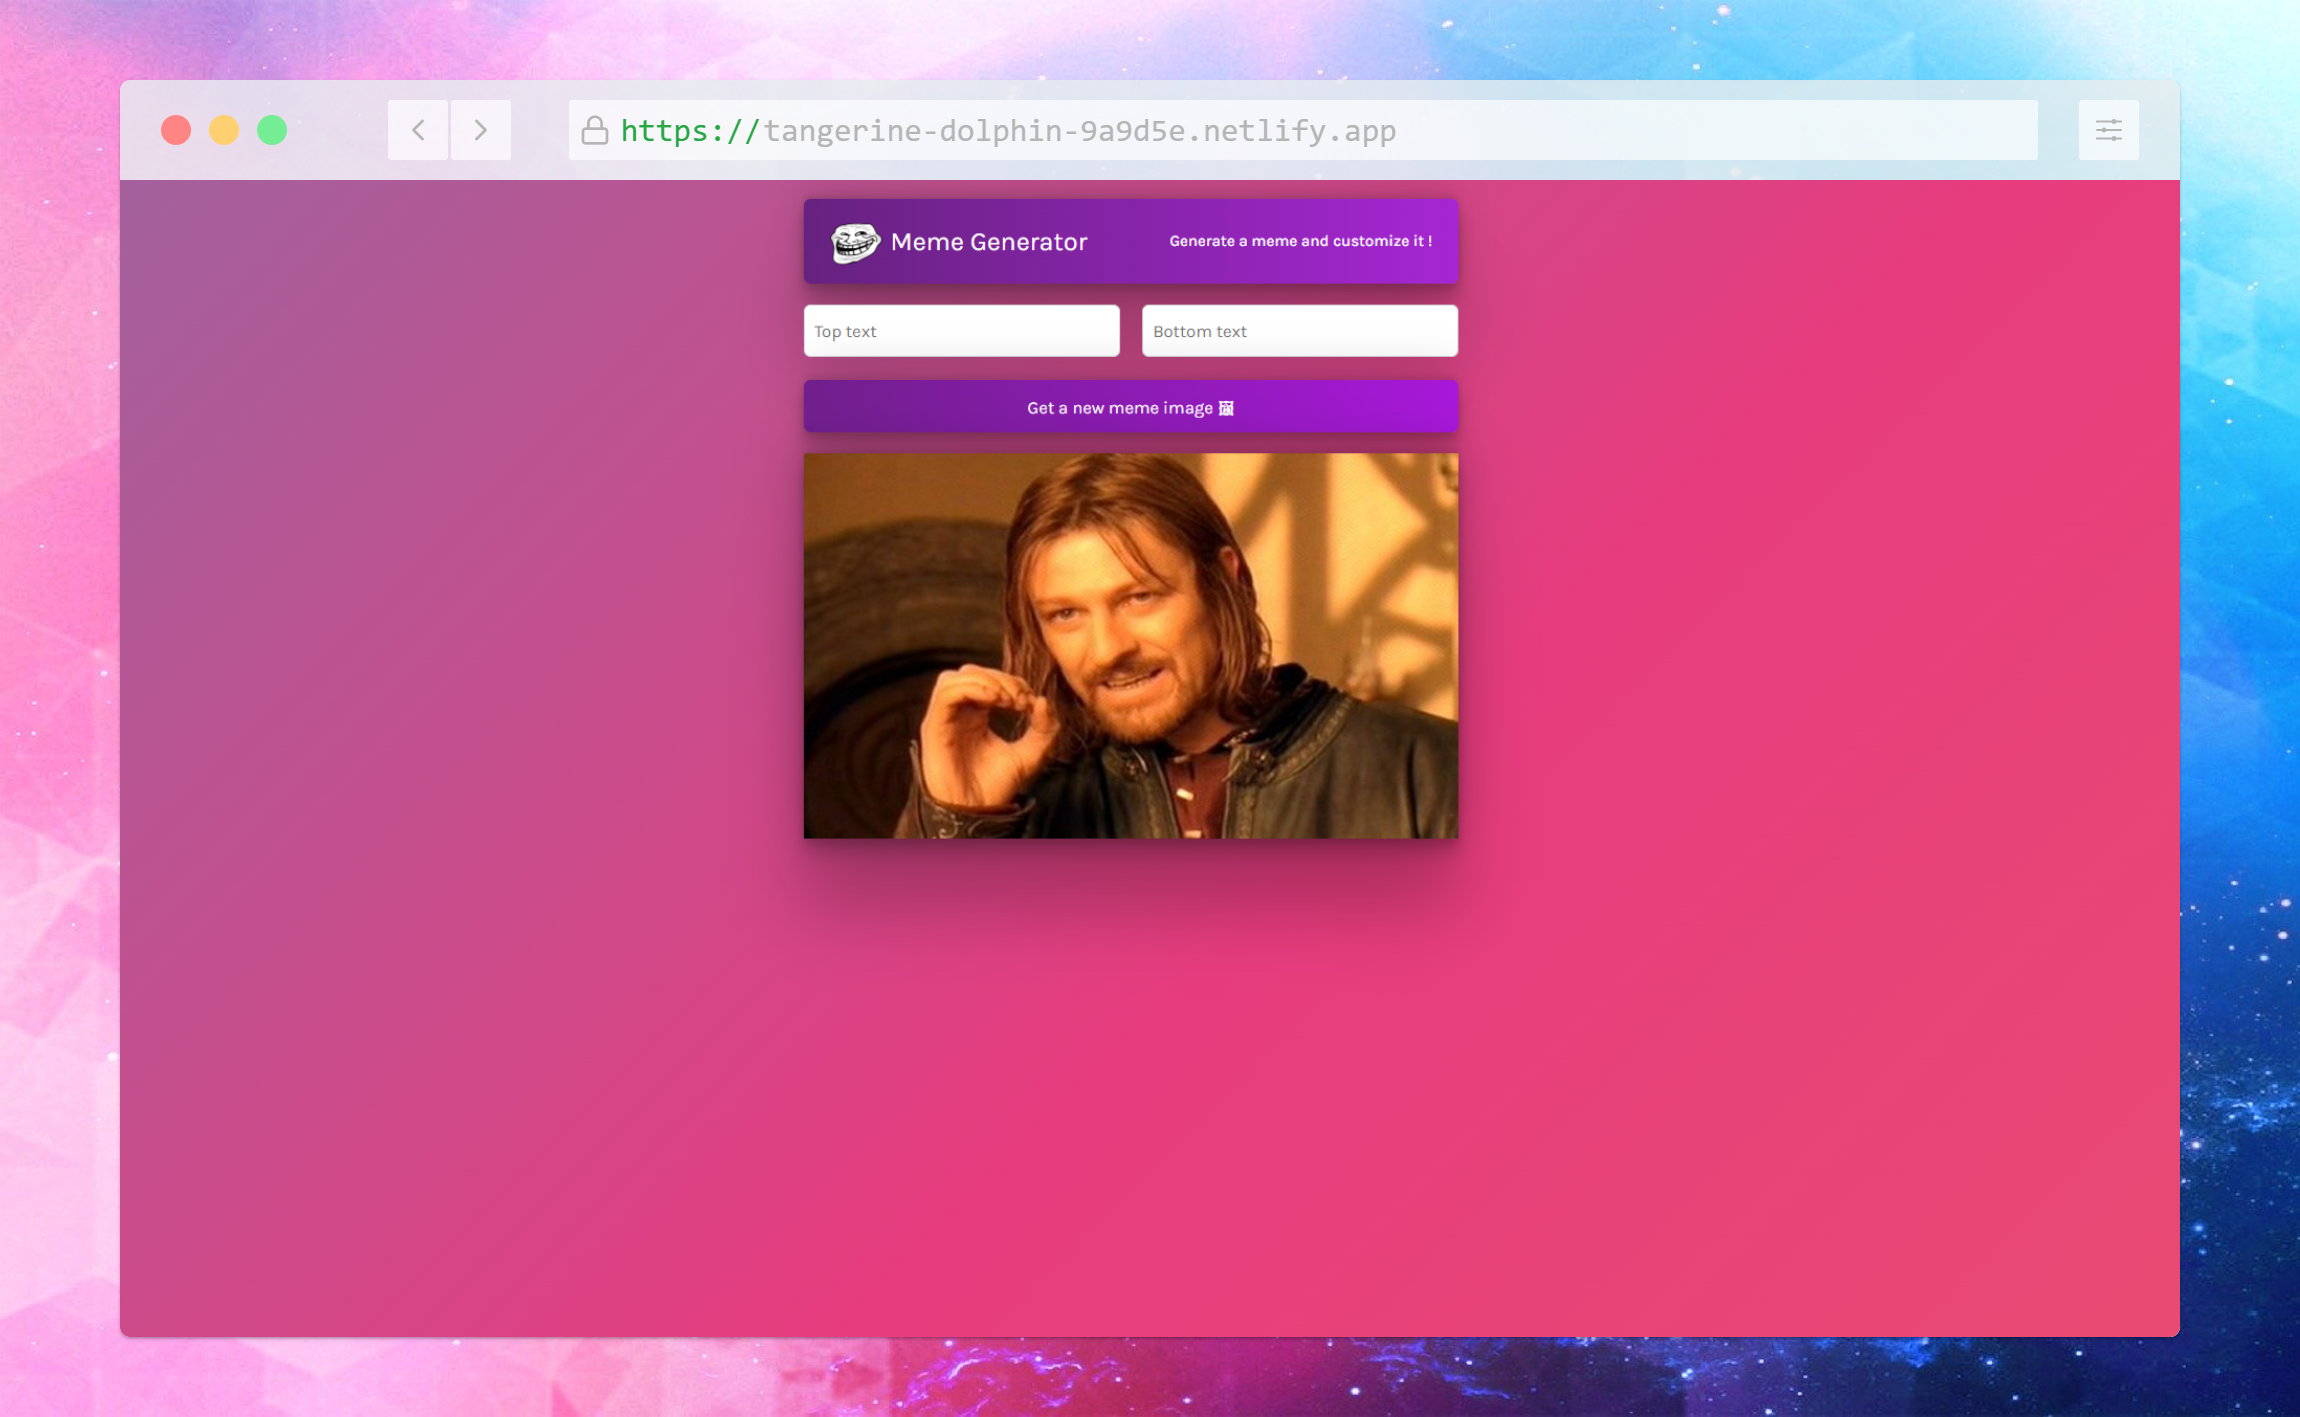 https://tangerine-dolphin-9a9d5e.netlify.app
Meme Generator
Generate a meme and customize it !
Top text
Bottom text
Get a new meme image 🖼